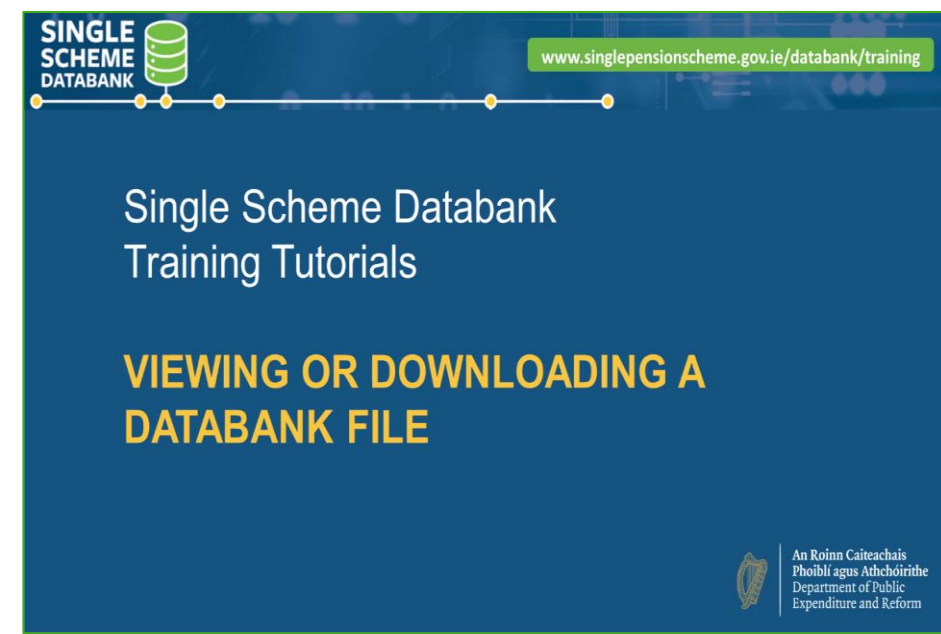 SINGLE
SCHEME
DATABANK
www.singlepensionscheme.gov.ie/databank/training
Single Scheme Databank
Training Tutorials
VIEWING OR DOWNLOADING A
DATABANK FILE
An Roinn Caiteachais
Phoiblí agus Athchóirithe
Department of Public
Expenditure and Reform